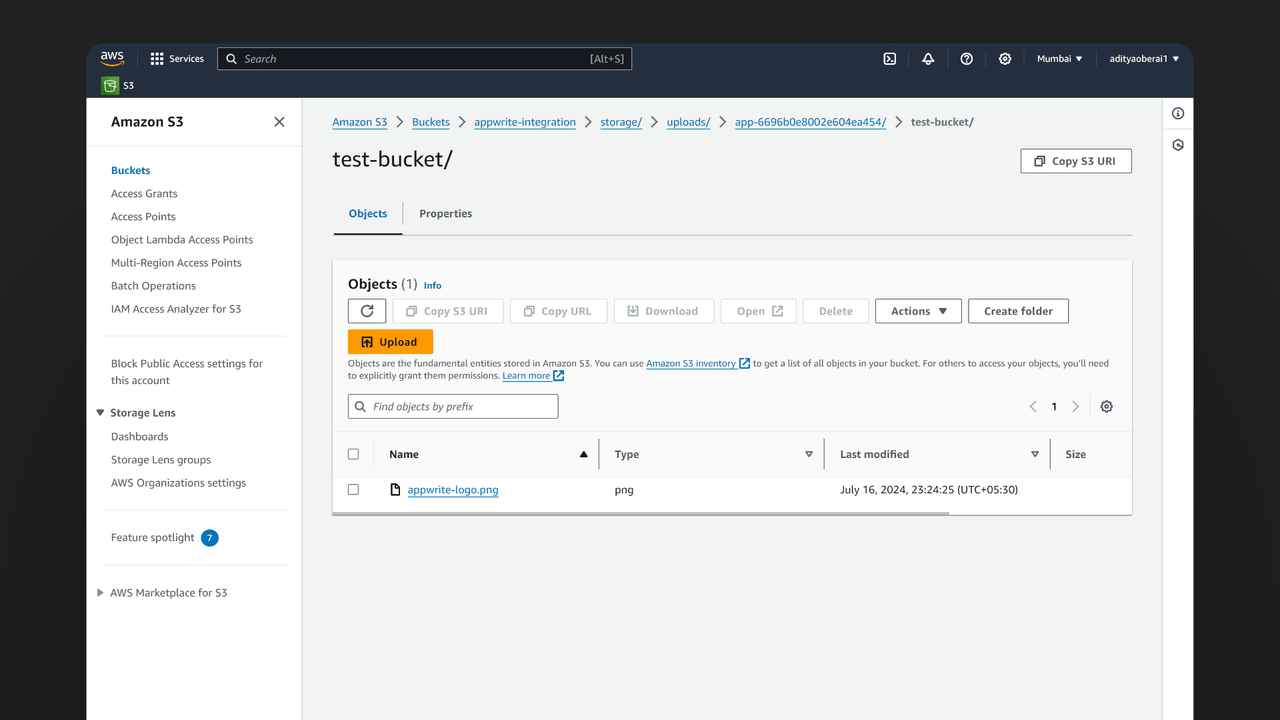 aws
Services
Search
[Alt+S]
Mumbai
adityaoberai1
S3
Amazon S3
Buckets
Access Grants
Access Points
Object Lambda Access Points
Multi-Region Access Points
Batch Operations
IAM Access Analyzer for S3
Block Public Access settings for
this account
Storage Lens
Dashboards
Storage Lens groups
AWS Organizations settings
Feature spotlight 7
AWS Marketplace for S3
Amazon S3 > Buckets > appwrite-integration > storage/ > uploads/ > app-6696b0e8002e604ea454/ > test-bucket/
test-bucket/
Copy S3 URI
Objects
Properties
Objects (1) Info
Copy S3 URI
Copy URL
Download
Open
Delete
Actions
Create folder
Upload
Objects are the fundamental entities stored in Amazon S3. You can use Amazon S3 inventory to get a list of all objects in your bucket. For others to access your objects, you'll need
to explicitly grant them permissions. Learn more
Find objects by prefix
1
Name Type Last modified Size
appwrite-logo.png png July 16, 2024, 23:24:25 (UTC+05:30)